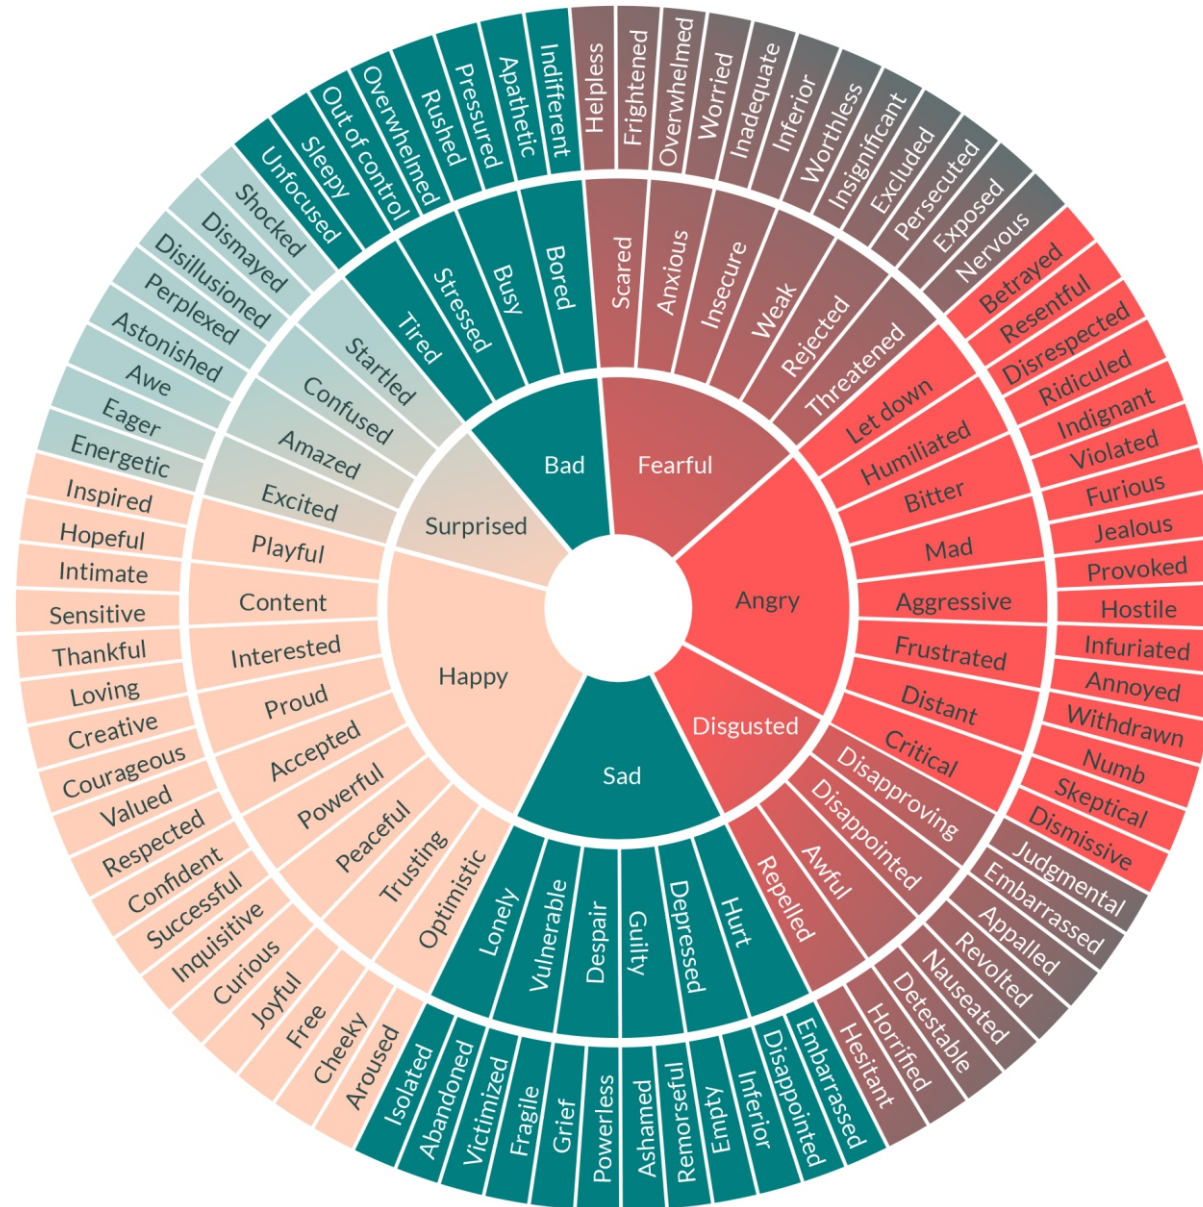 Bad
Fearful
Angry
Disgusted
Sad
Happy
Surprised
Tired
Stressed
Busy
Bored
Scared
Anxious
Insecure
Weak
Rejected
Threatened
Let down
Humiliated
Bitter
Mad
Aggressive
Frustrated
Distant
Critical
Disapproving
Disappointed
Awful
Repelled
Hurt
Depressed
Guilty
Despair
Vulnerable
Lonely
Optimistic
Trusting
Peaceful
Powerful
Accepted
Proud
Interested
Content
Playful
Excited
Amazed
Confused
Startled
Unfocused
Sleepy
Out of control
Overwhelmed
Rushed
Pressured
Apathetic
Indifferent
Helpless
Frightened
Overwhelmed
Worried
Inadequate
Inferior
Worthless
Insignificant
Excluded
Persecuted
Exposed
Nervous
Betrayed
Resentful
Disrespected
Ridiculed
Indignant
Violated
Furious
Jealous
Provoked
Hostile
Infuriated
Annoyed
Withdrawn
Numb
Skeptical
Dismissive
Judgmental
Embarrassed
Appalled
Revolted
Nauseated
Detestable
Horrified
Hesitant
Embarrassed
Disappointed
Inferior
Empty
Remorseful
Ashamed
Powerless
Grief
Fragile
Victimized
Abandoned
Isolated
Aroused
Cheeky
Free
Joyful
Curious
Inquisitive
Successful
Confident
Respected
Valued
Courageous
Creative
Loving
Thankful
Sensitive
Intimate
Hopeful
Inspired
Energetic
Eager
Awe
Astonished
Perplexed
Disillusioned
Dismayed
Shocked